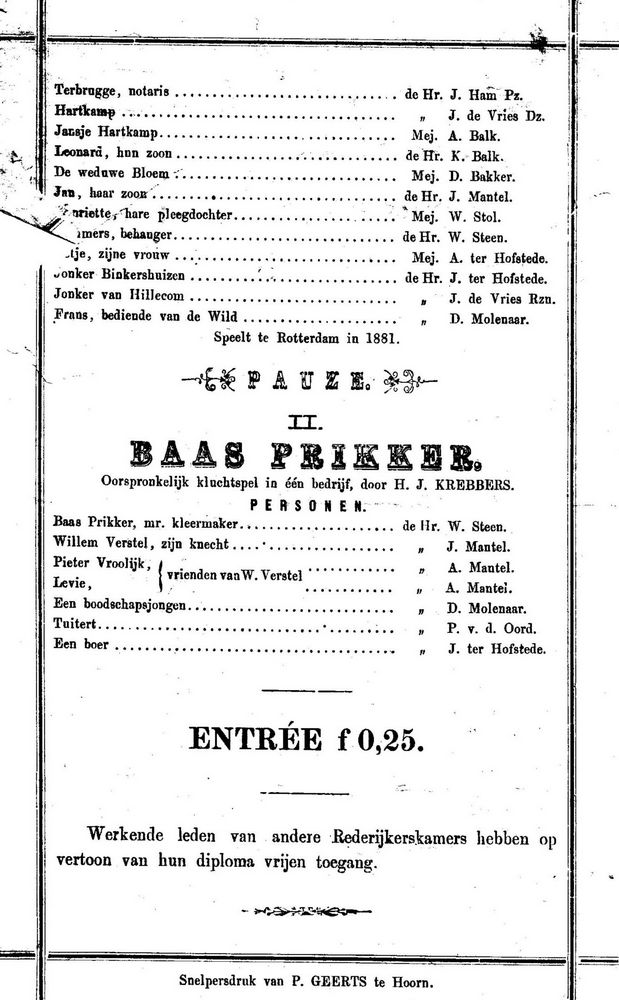 Terbrugge, notaris ........ de Hr. J. Ham Pz.
Hartkamp ........ „ J. de Vries Dz.
Jansje Hartkamp ........ Mej. A. Balk.
Leonard, hun zoon ........ de Hr. K. Balk.
De weduwe Bloem ........ Mej. D. Bakker.
Jan, haar zoon ........ de Hr. J. Mantel.
hare pleegdochter ........ Mej. W. Stol.
behanger ........ de Hr. W. Steen.
zijne vrouw ........ Mej. A. ter Hofstede.
Jonker Binkershuizen ........ de Hr. J. ter Hofstede.
Jonker van Hillecom ........ „ J. de Vries Rzn.
Frans, bediende van de Wild ........ „ D. Molenaar.
Speelt te Rotterdam in 1881.
PAUZE.
II.
BAAS PRIKKER.
Oorspronkelijk kluchtspel in één bedrijf, door H. J. KREBBERS.
PERSONEN.
Baas Prikker, mr. kleermaker ........ de Hr. W. Steen.
Willem Verstel, zijn knecht ........ „ J. Mantel.
Pieter Vroolijk, ........ „ A. Mantel.
vrienden van W. Verstel
Levie, ........ „ A. Mantel.
Een boodschapsjongen ........ „ D. Molenaar.
Tuitert ........ „ P. v. d. Oord.
Een boer ........ „ J. ter Hofstede.
ENTRÉE f 0,25.
Werkende leden van andere Rederijkerskamers hebben op
vertoon van hun diploma vrijen toegang.
Snelpersdruk van P. GEERTS te Hoorn.